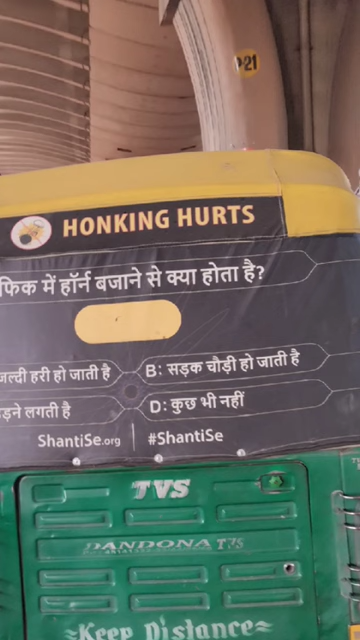 P21
HONKING HURTS
फिक में हॉर्न बजाने से क्या होता है?
जल्दी हरी हो जाती है
B: सड़क चौड़ी हो जाती है
ड़ने लगती है
D: कुछ भी नहीं
ShantiSe.org
#ShantiSe
TVS
DANDONA TVS
Keep Distance